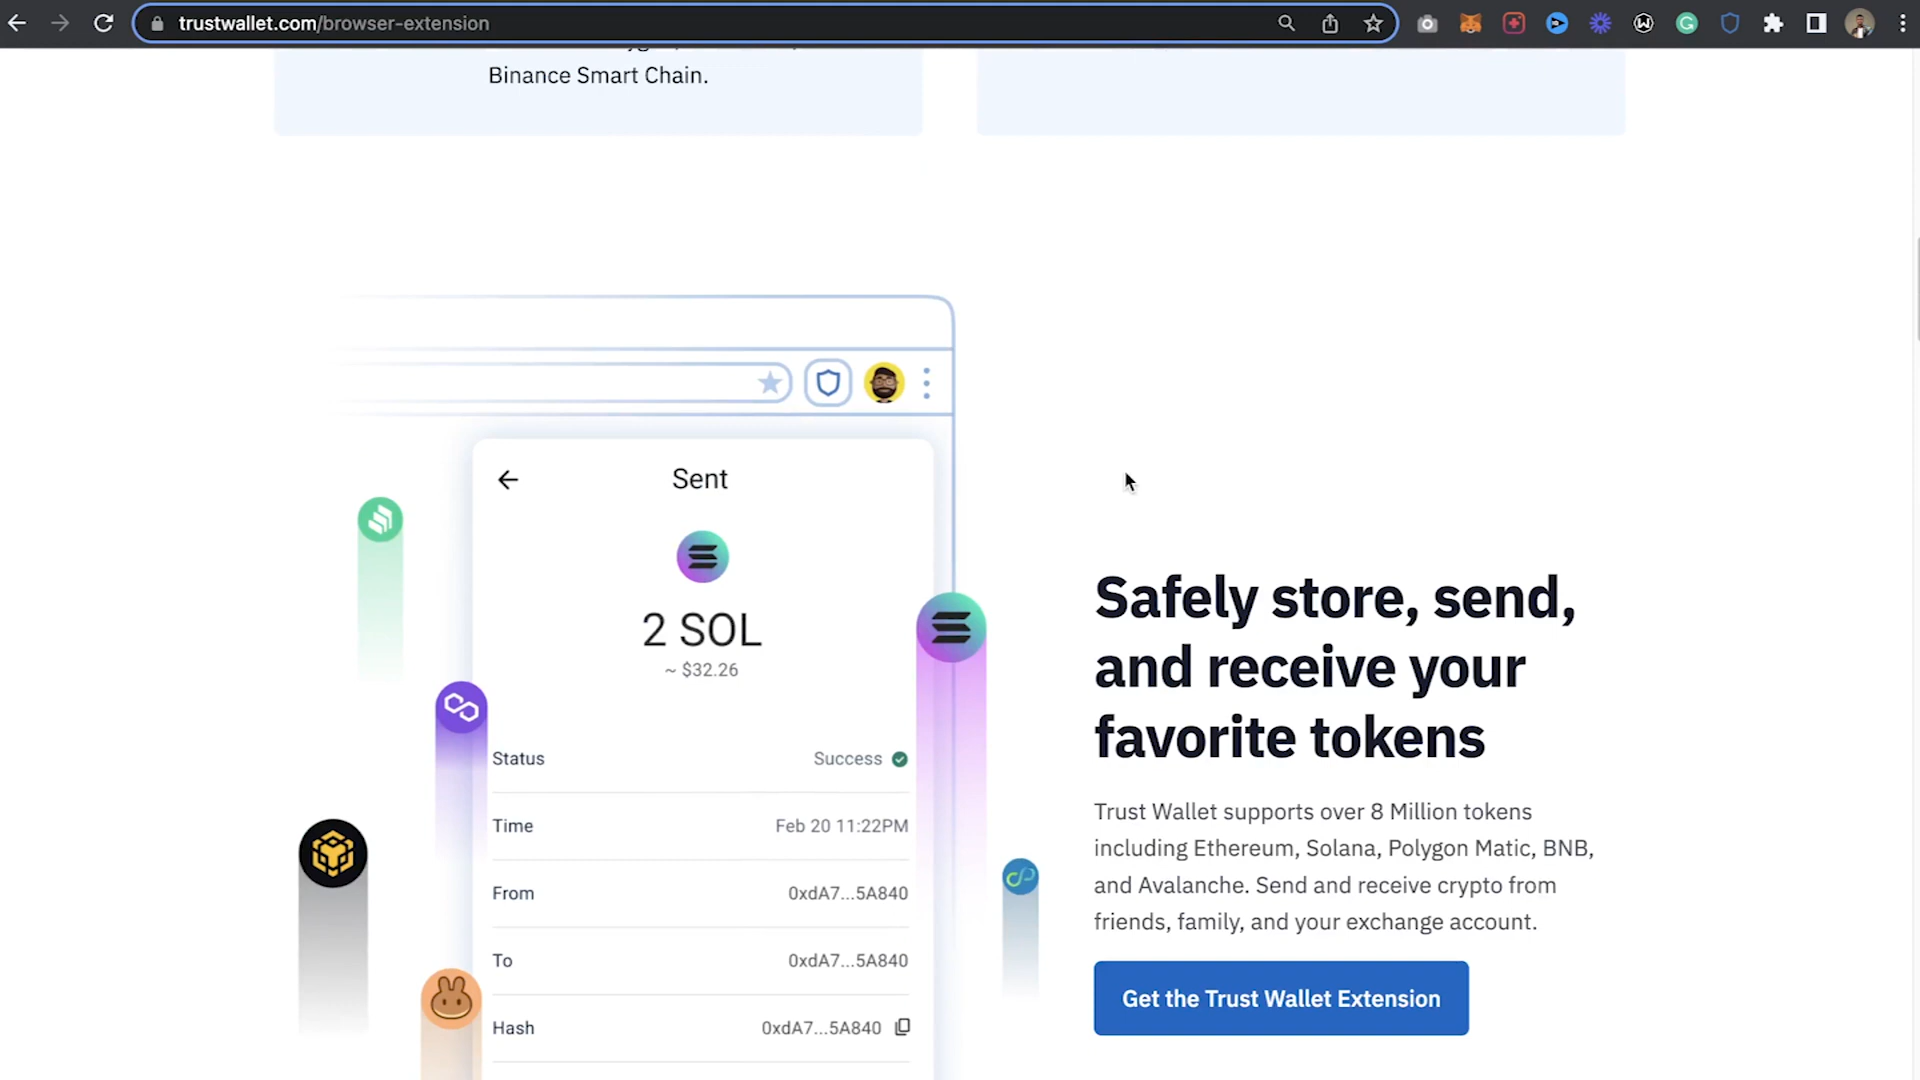 trustwallet.com/browser-extension
Binance Smart Chain.
Sent
2 SOL
~ $32.26
Status Success
Time Feb 20 11:22PM
From 0xdA7...5A840
To 0xdA7...5A840
Hash 0xdA7...5A840
Safely store, send,
and receive your
favorite tokens
Trust Wallet supports over 8 Million tokens
including Ethereum, Solana, Polygon Matic, BNB,
and Avalanche. Send and receive crypto from
friends, family, and your exchange account.
Get the Trust Wallet Extension